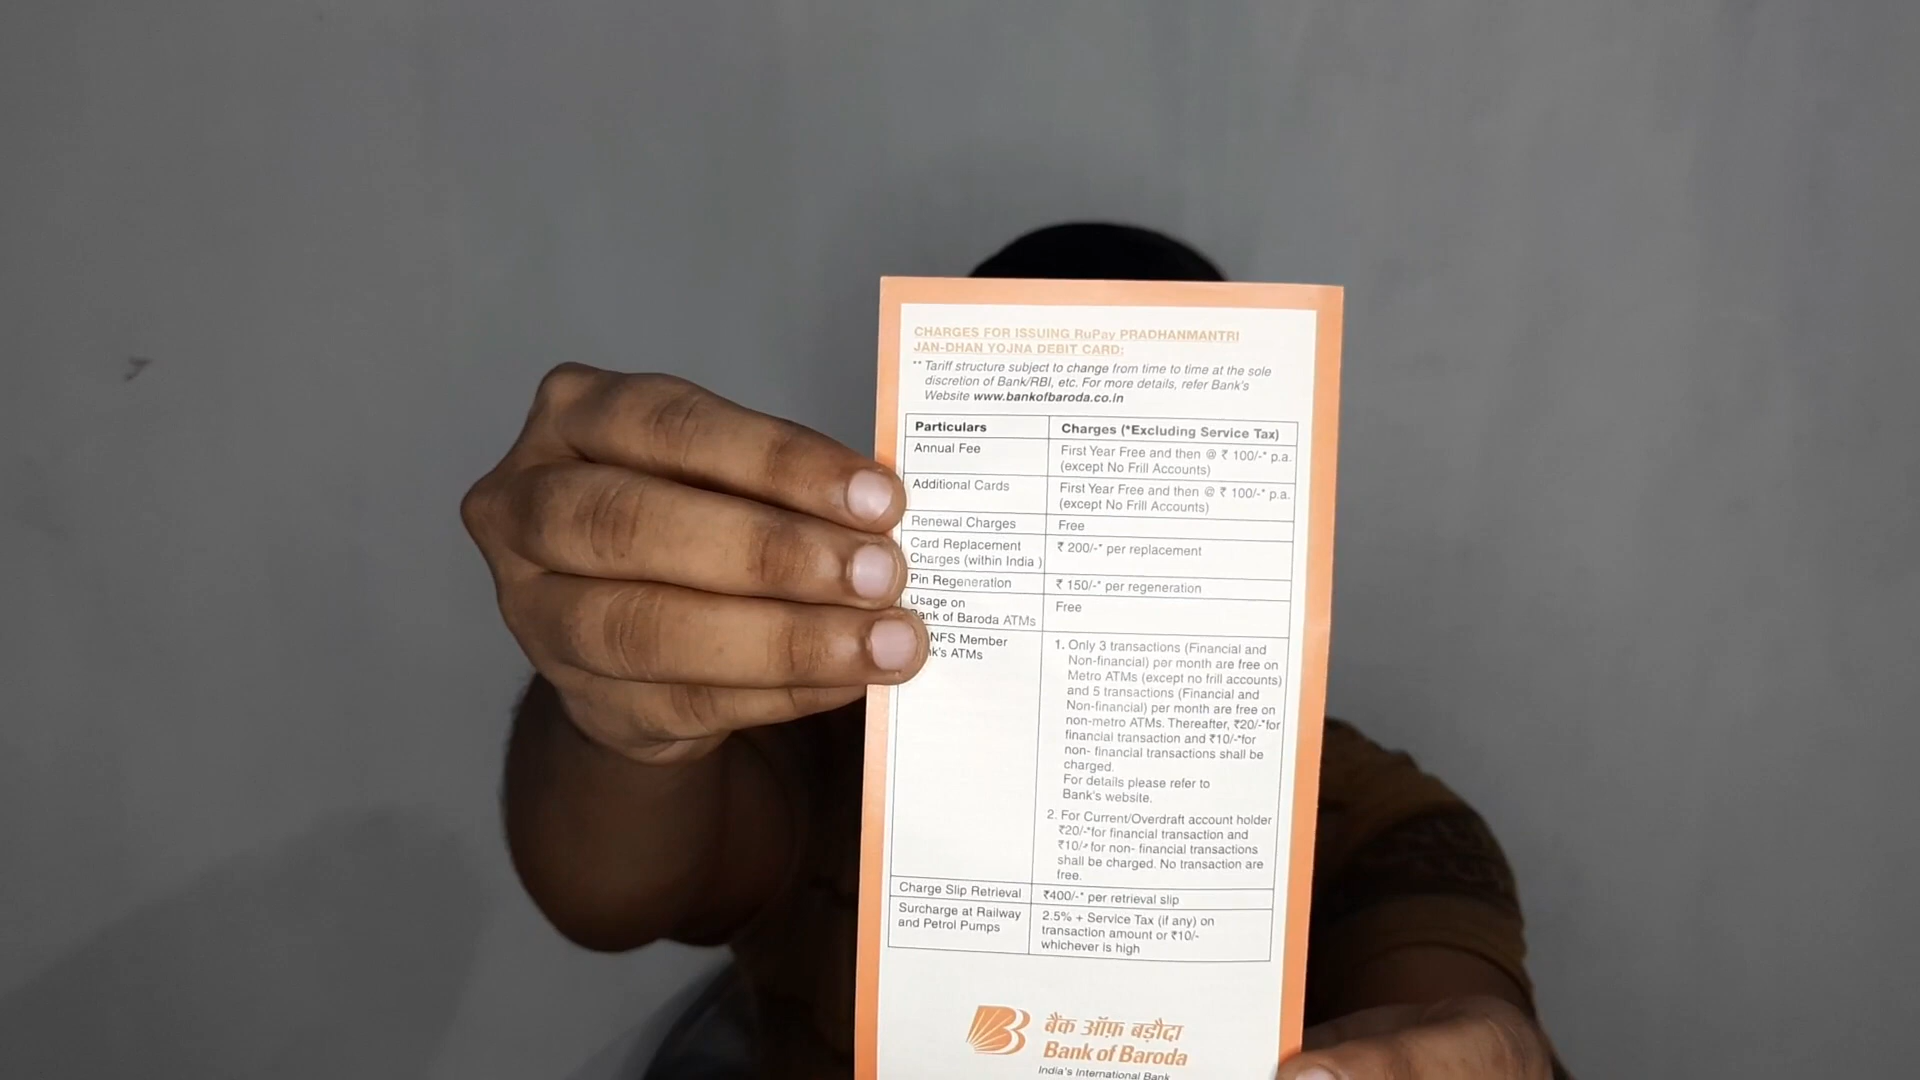 CHARGES FOR ISSUING RuPay PRADHANMANTRI
JAN-DHAN YOJNA DEBIT CARD:
** Tariff structure subject to change from time to time at the sole
discretion of Bank/RBI, etc. For more details, refer Bank's
Website www.bankofbaroda.co.in
Particulars
Charges (*Excluding Service Tax)
Annual Fee
First Year Free and then @ ₹ 100/-* p.a.
(except No Frill Accounts)
Additional Cards
First Year Free and then @ ₹ 100/-* p.a.
(except No Frill Accounts)
Renewal Charges
Free
Card Replacement
Charges (within India )
₹ 200/-* per replacement
Pin Regeneration
₹ 150/-* per regeneration
Usage on
Bank of Baroda ATMs
Free
NFS Member
ATMs
1. Only 3 transactions (Financial and
Non-financial) per month are free on
Metro ATMs (except no frill accounts)
and 5 transactions (Financial and
Non-financial) per month are free on
non-metro ATMs. Thereafter, ₹20/-*for
financial transaction and ₹10/-*for
non- financial transactions shall be
charged.
For details please refer to
Bank's website.
2. For Current/Overdraft account holder
₹20/-*for financial transaction and
₹10/-* for non- financial transactions
shall be charged. No transaction are
free.
Charge Slip Retrieval
₹400/-* per retrieval slip
Surcharge at Railway
and Petrol Pumps
2.5% + Service Tax (if any) on
transaction amount or ₹10/-
whichever is high
बैंक ऑफ़ बड़ौदा
Bank of Baroda
India's International Bank